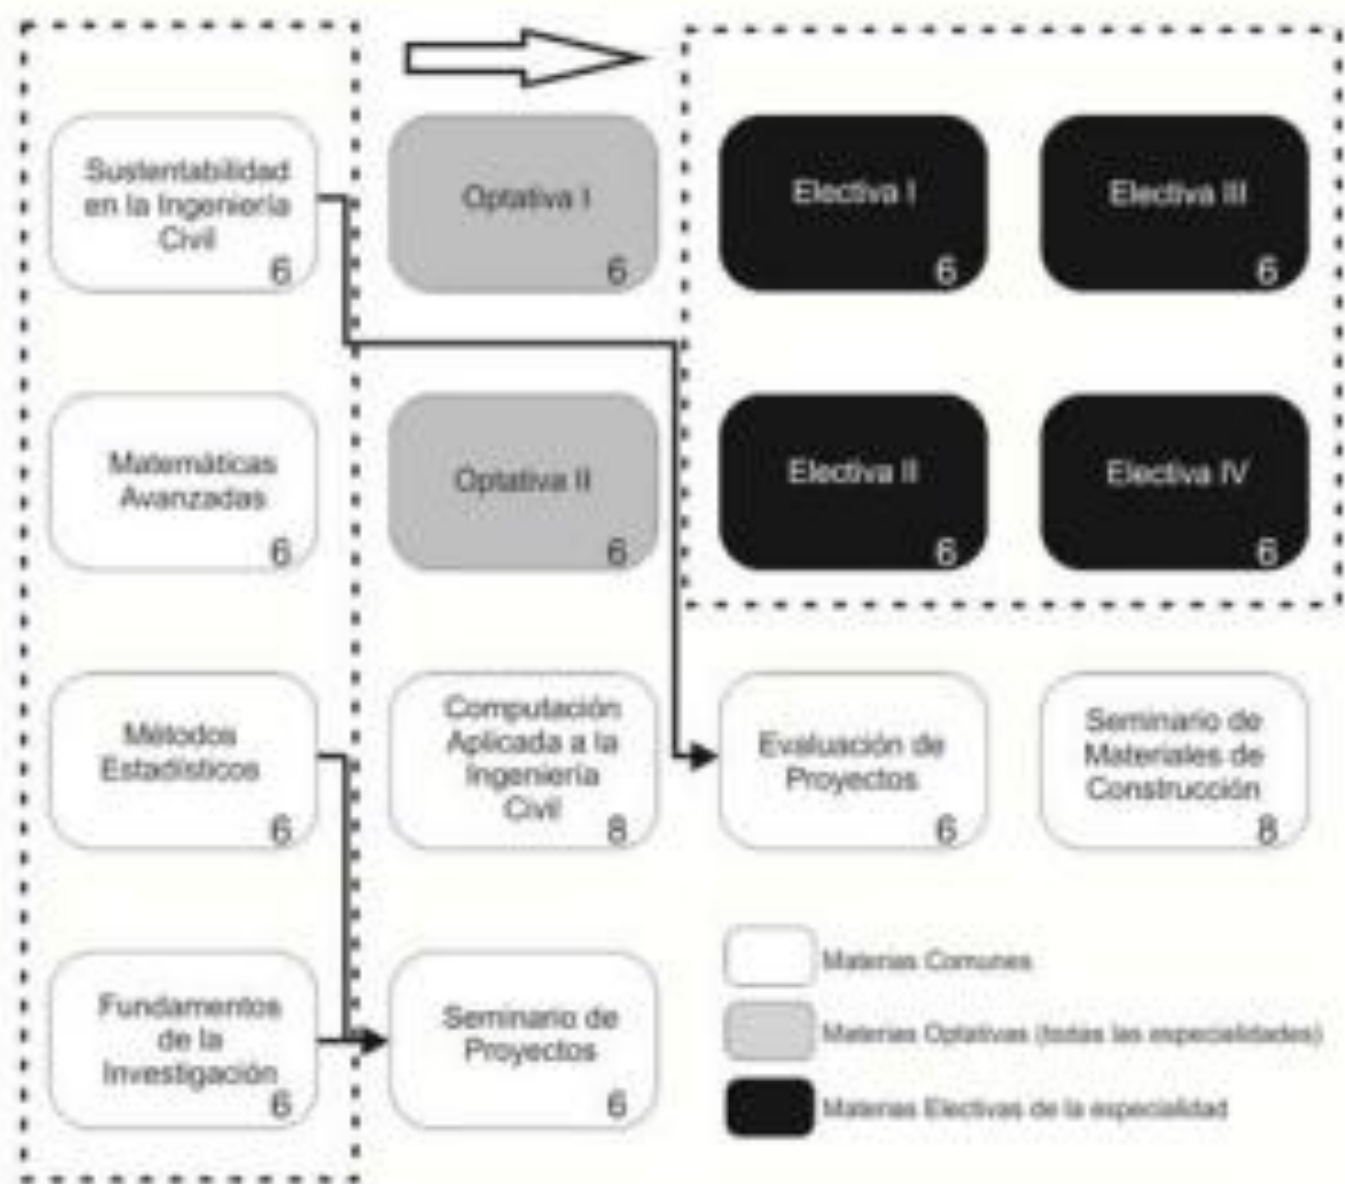 Sustentabilidad
en la Ingeniería
Civil
6
Optativa I
6
Electiva I
6
Electiva III
6
Matemáticas
Avanzadas
6
Optativa II
6
Electiva II
6
Electiva IV
6
Métodos
Estadísticos
6
Computación
Aplicada a la
Ingeniería
Civil
8
Evaluación de
Proyectos
6
Seminario de
Materiales de
Construcción
8
Fundamentos
de la
Investigación
6
Seminario de
Proyectos
6
Materias Comunes
Materias Optativas (todas las especialidades)
Materias Electivas de la especialidad